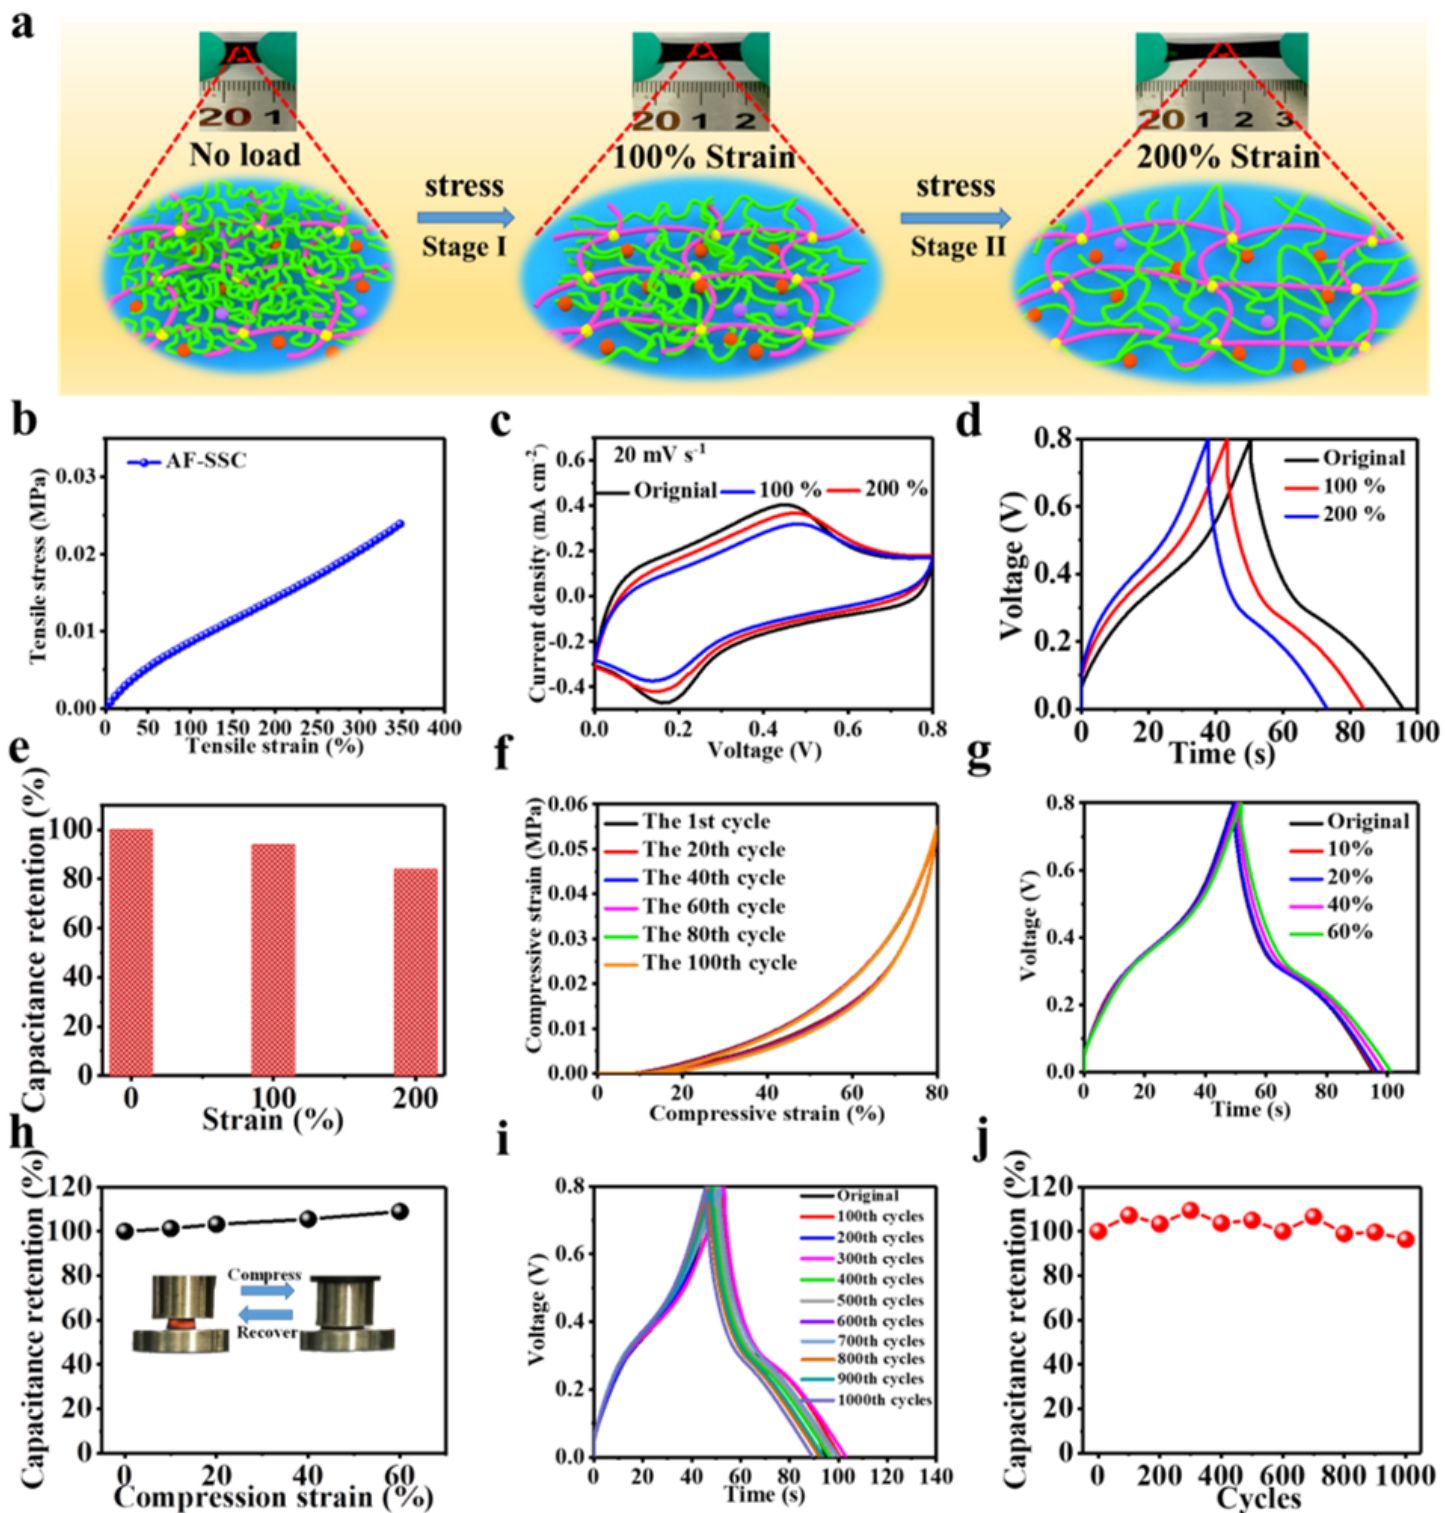 a
20 1
20 1 2
20 1 2 3
No load
100% Strain
200% Strain
stress
Stage I
stress
Stage II
b
Tensile stress (MPa)
0.03
0.02
0.01
0.00
AF-SSC
0 50 100 150 200 250 300 350 400
Tensile strain (%)
c
Current density (mA cm-2)
0.6
0.4
0.2
0.0
-0.2
-0.4
20 mV s-1
Orignial 100 % 200 %
0.0 0.2 0.4 0.6 0.8
Voltage (V)
d
Voltage (V)
0.8
0.6
0.4
0.2
0.0
Original
100 %
200 %
0 20 40 60 80 100
Time (s)
e
Capacitance retention (%)
100
80
60
40
20
0
0 100 200
Strain (%)
f
Compressive strain (MPa)
0.06
0.05
0.04
0.03
0.02
0.01
0.00
The 1st cycle
The 20th cycle
The 40th cycle
The 60th cycle
The 80th cycle
The 100th cycle
0 20 40 60 80
Compressive strain (%)
g
Voltage (V)
0.8
0.6
0.4
0.2
0.0
Original
10%
20%
40%
60%
0 20 40 60 80 100
Time (s)
h
Capacitance retention (%)
120
100
80
60
40
20
0
Compress
Recover
0 20 40 60
Compression strain (%)
i
Voltage (V)
0.8
0.6
0.4
0.2
0.0
Original
100th cycles
200th cycles
300th cycles
400th cycles
500th cycles
600th cycles
700th cycles
800th cycles
900th cycles
1000th cycles
0 20 40 60 80 100 120 140
Time (s)
j
Capacitance retention (%)
120
100
80
60
40
20
0
0 200 400 600 800 1000
Cycles